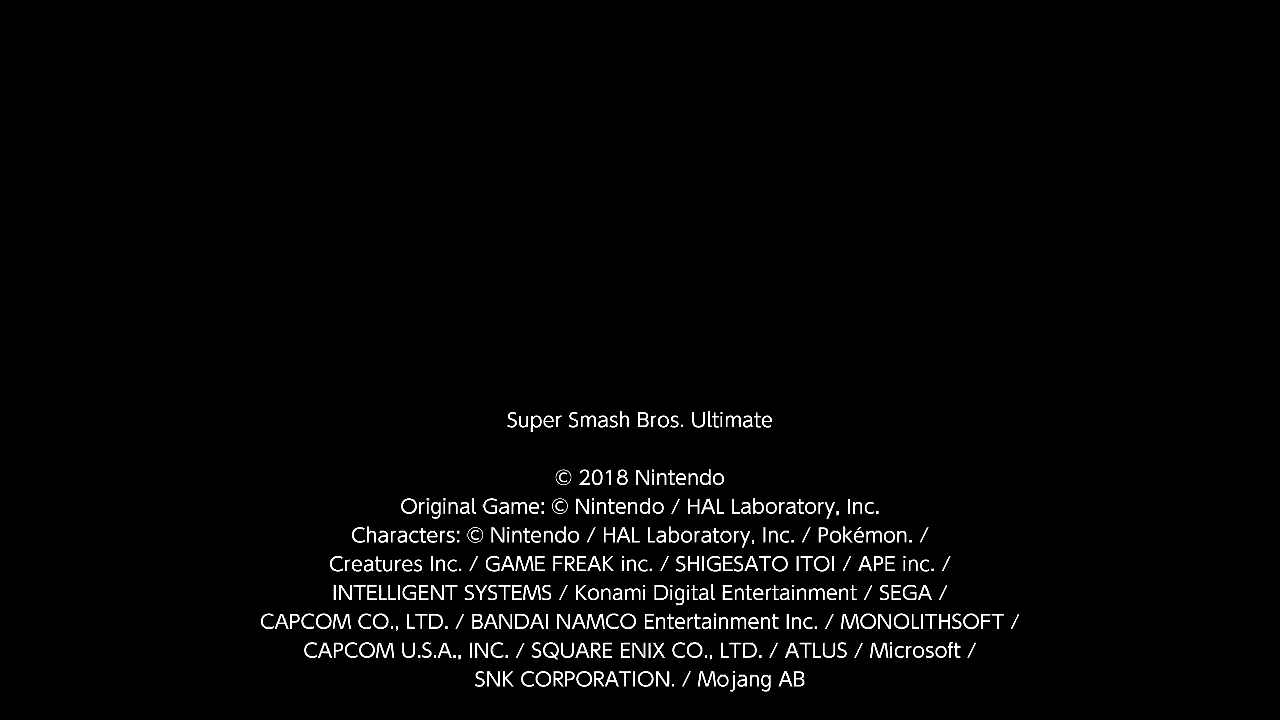 Super Smash Bros. Ultimate
© 2018 Nintendo
Original Game: © Nintendo / HAL Laboratory, Inc.
Characters: © Nintendo / HAL Laboratory, Inc. / Pokémon. /
Creatures Inc. / GAME FREAK inc. / SHIGESATO ITOI / APE inc. /
INTELLIGENT SYSTEMS / Konami Digital Entertainment / SEGA /
CAPCOM CO., LTD. / BANDAI NAMCO Entertainment Inc. / MONOLITHSOFT /
CAPCOM U.S.A., INC. / SQUARE ENIX CO., LTD. / ATLUS / Microsoft /
SNK CORPORATION. / Mojang AB